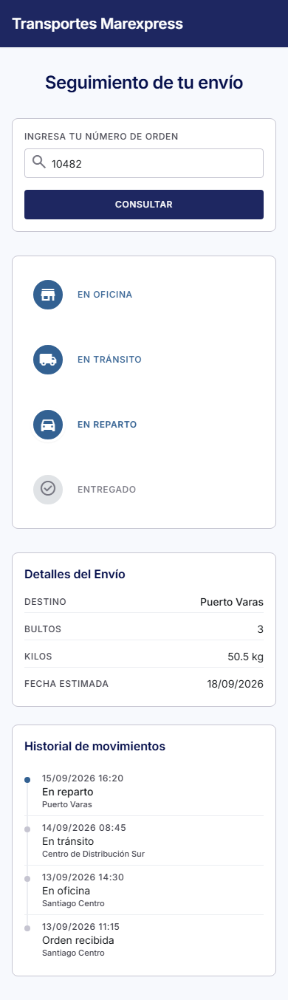 Transportes Marexpress
Seguimiento de tu envío
INGRESA TU NÚMERO DE ORDEN
10482
CONSULTAR
EN OFICINA
EN TRÁNSITO
EN REPARTO
ENTREGADO
Detalles del Envío
DESTINO Puerto Varas
BULTOS 3
KILOS 50.5 kg
FECHA ESTIMADA 18/09/2026
Historial de movimientos
15/09/2026 16:20
En reparto
Puerto Varas
14/09/2026 08:45
En tránsito
Centro de Distribución Sur
13/09/2026 14:30
En oficina
Santiago Centro
13/09/2026 11:15
Orden recibida
Santiago Centro